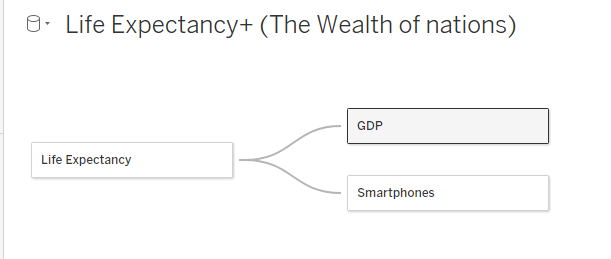 Life Expectancy+ (The Wealth of nations)
GDP
Life Expectancy
Smartphones